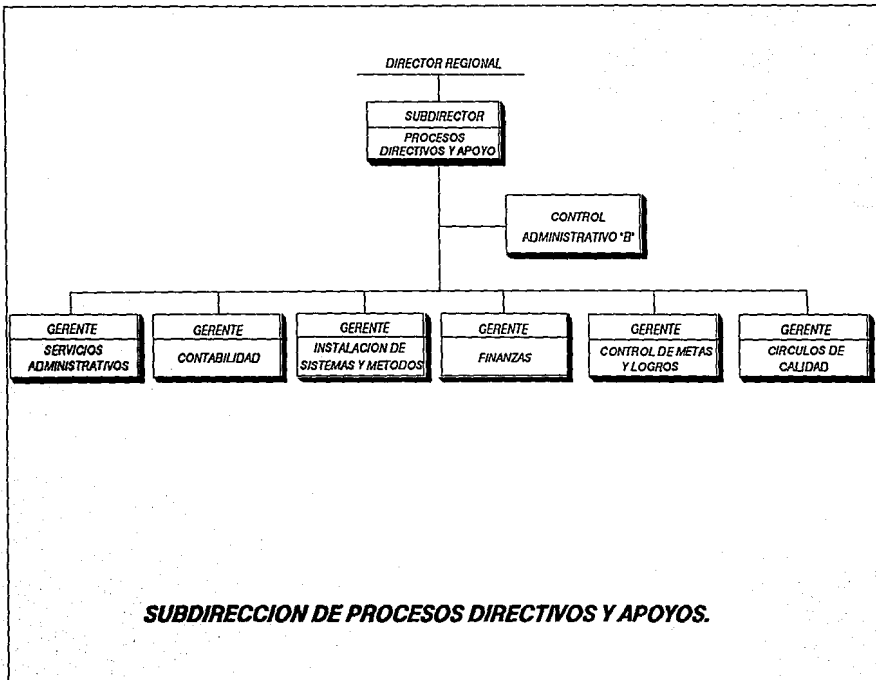 DIRECTOR REGIONAL
SUBDIRECTOR
PROCESOS
DIRECTIVOS Y APOYO
CONTROL
ADMINISTRATIVO "B"
GERENTE
SERVICIOS
ADMINISTRATIVOS
GERENTE
CONTABILIDAD
GERENTE
INSTALACION DE
SISTEMAS Y METODOS
GERENTE
FINANZAS
GERENTE
CONTROL DE METAS
Y LOGROS
GERENTE
CIRCULOS DE
CALIDAD
SUBDIRECCION DE PROCESOS DIRECTIVOS Y APOYOS.